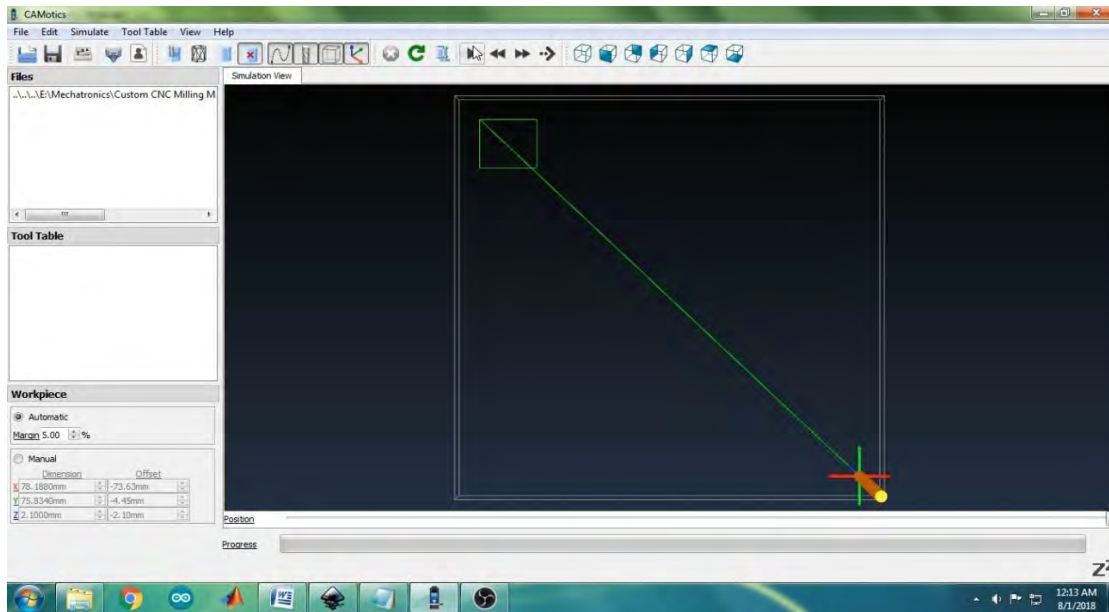 CAMotics
File Edit Simulate Tool Table View Help
Files
Simulation View
..\..\..\E:\Mechatronics\Custom CNC Milling M
Tool Table
Workpiece
Automatic
Margin 5.00 %
Manual
Dimension Offset
X 78.1880mm -73.63mm
Y 75.8340mm -4.45mm
Z 2.1000mm -2.10mm
Position
Progress
12:13 AM
8/1/2018